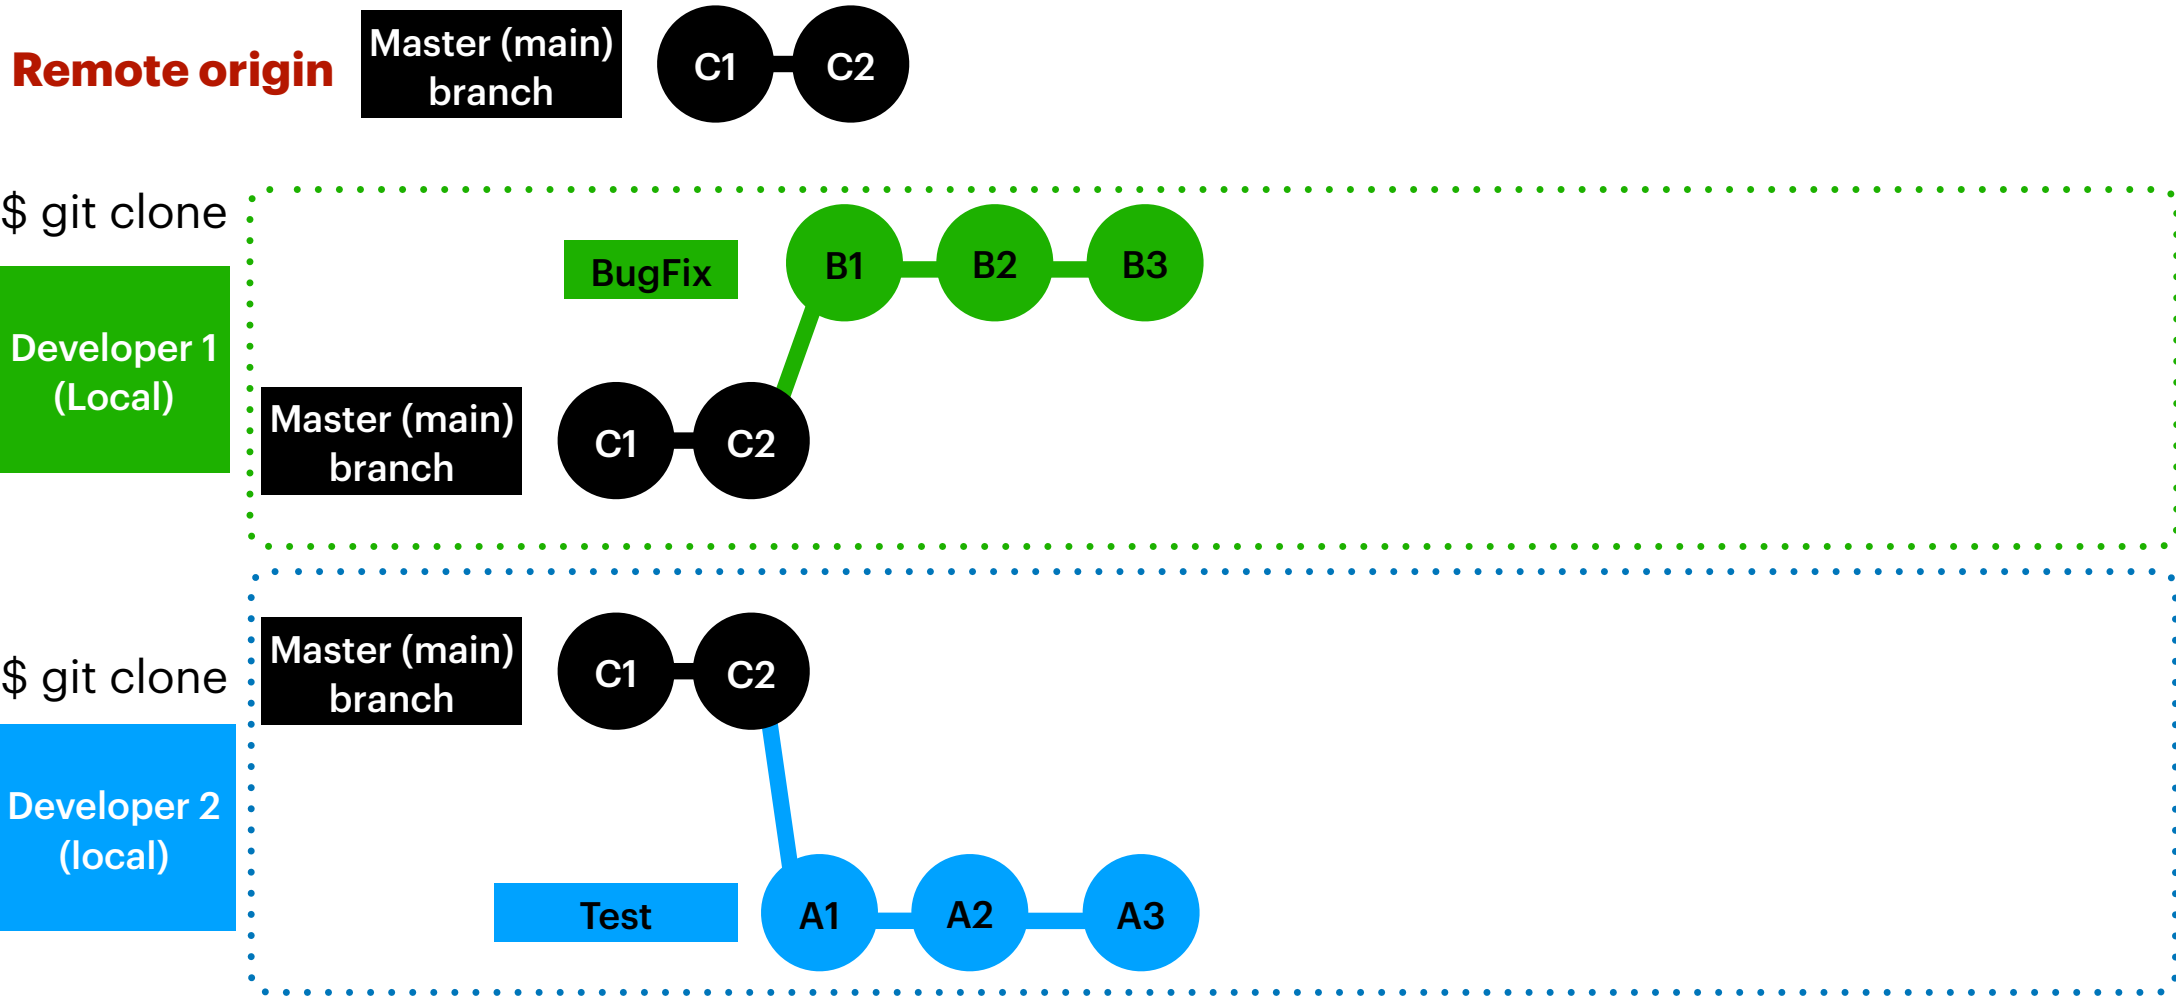 Remote origin
Master (main)
branch
C1
C2
$ git clone
Developer 1
(Local)
BugFix
B1
B2
B3
Master (main)
branch
C1
C2
$ git clone
Developer 2
(local)
Master (main)
branch
C1
C2
Test
A1
A2
A3